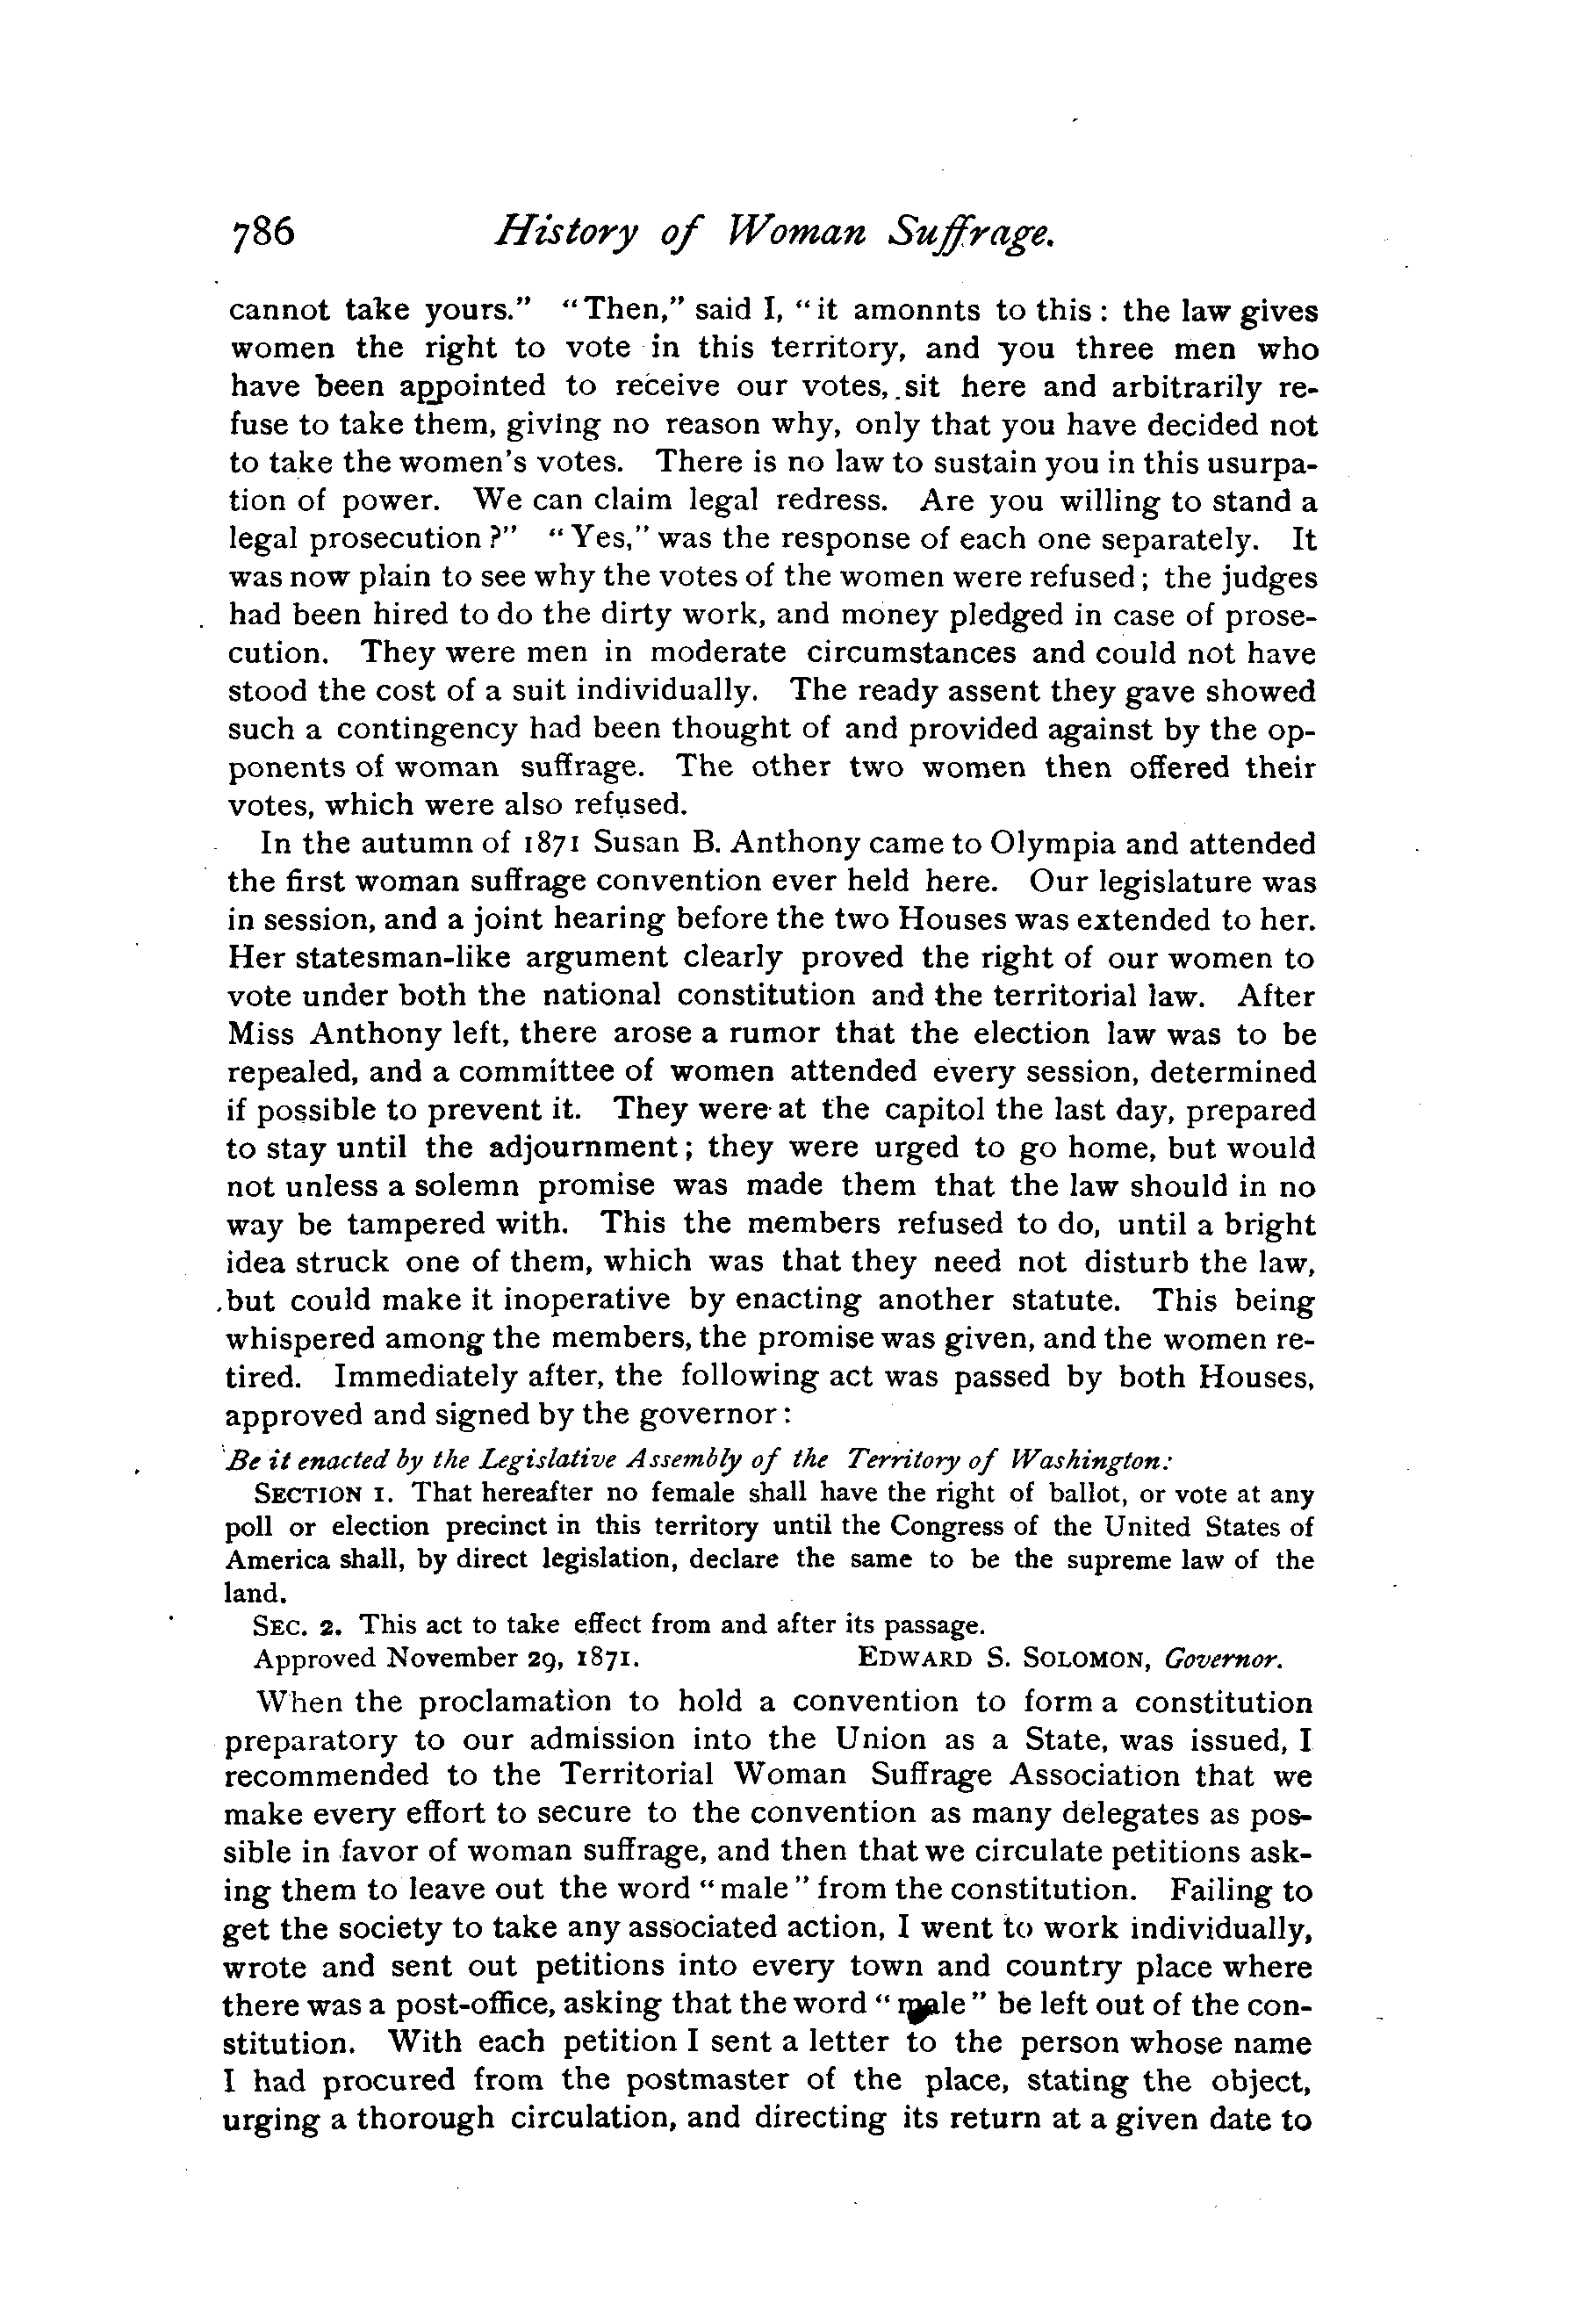 786 History of Woman Suffrage.
cannot take yours." "Then," said I, "it amonnts to this: the law gives
women the right to vote in this territory, and you three men who
have been appointed to receive our votes, sit here and arbitrarily re-
fuse to take them, giving no reason why, only that you have decided not
to take the women's votes. There is no law to sustain you in this usurpa-
tion of power. We can claim legal redress. Are you willing to stand a
legal prosecution?" "Yes," was the response of each one separately. It
was now plain to see why the votes of the women were refused; the judges
had been hired to do the dirty work, and money pledged in case of prose-
cution. They were men in moderate circumstances and could not have
stood the cost of a suit individually. The ready assent they gave showed
such a contingency had been thought of and provided against by the op-
ponents of woman suffrage. The other two women then offered their
votes, which were also refused.
In the autumn of 1871 Susan B. Anthony came to Olympia and attended
the first woman suffrage convention ever held here. Our legislature was
in session, and a joint hearing before the two Houses was extended to her.
Her statesman-like argument clearly proved the right of our women to
vote under both the national constitution and the territorial law. After
Miss Anthony left, there arose a rumor that the election law was to be
repealed, and a committee of women attended every session, determined
if possible to prevent it. They were at the capitol the last day, prepared
to stay until the adjournment; they were urged to go home, but would
not unless a solemn promise was made them that the law should in no
way be tampered with. This the members refused to do, until a bright
idea struck one of them, which was that they need not disturb the law,
but could make it inoperative by enacting another statute. This being
whispered among the members, the promise was given, and the women re-
tired. Immediately after, the following act was passed by both Houses,
approved and signed by the governor:
Be it enacted by the Legislative Assembly of the Territory of Washington:
SECTION 1. That hereafter no female shall have the right of ballot, or vote at any
poll or election precinct in this territory until the Congress of the United States of
America shall, by direct legislation, declare the same to be the supreme law of the
land.
SEC. 2. This act to take effect from and after its passage.
Approved November 29, 1871. EDWARD S. SOLOMON, Governor.
When the proclamation to hold a convention to form a constitution
preparatory to our admission into the Union as a State, was issued, I
recommended to the Territorial Woman Suffrage Association that we
make every effort to secure to the convention as many delegates as pos-
sible in favor of woman suffrage, and then that we circulate petitions ask-
ing them to leave out the word "male" from the constitution. Failing to
get the society to take any associated action, I went to work individually,
wrote and sent out petitions into every town and country place where
there was a post-office, asking that the word "male" be left out of the con-
stitution. With each petition I sent a letter to the person whose name
I had procured from the postmaster of the place, stating the object,
urging a thorough circulation, and directing its return at a given date to